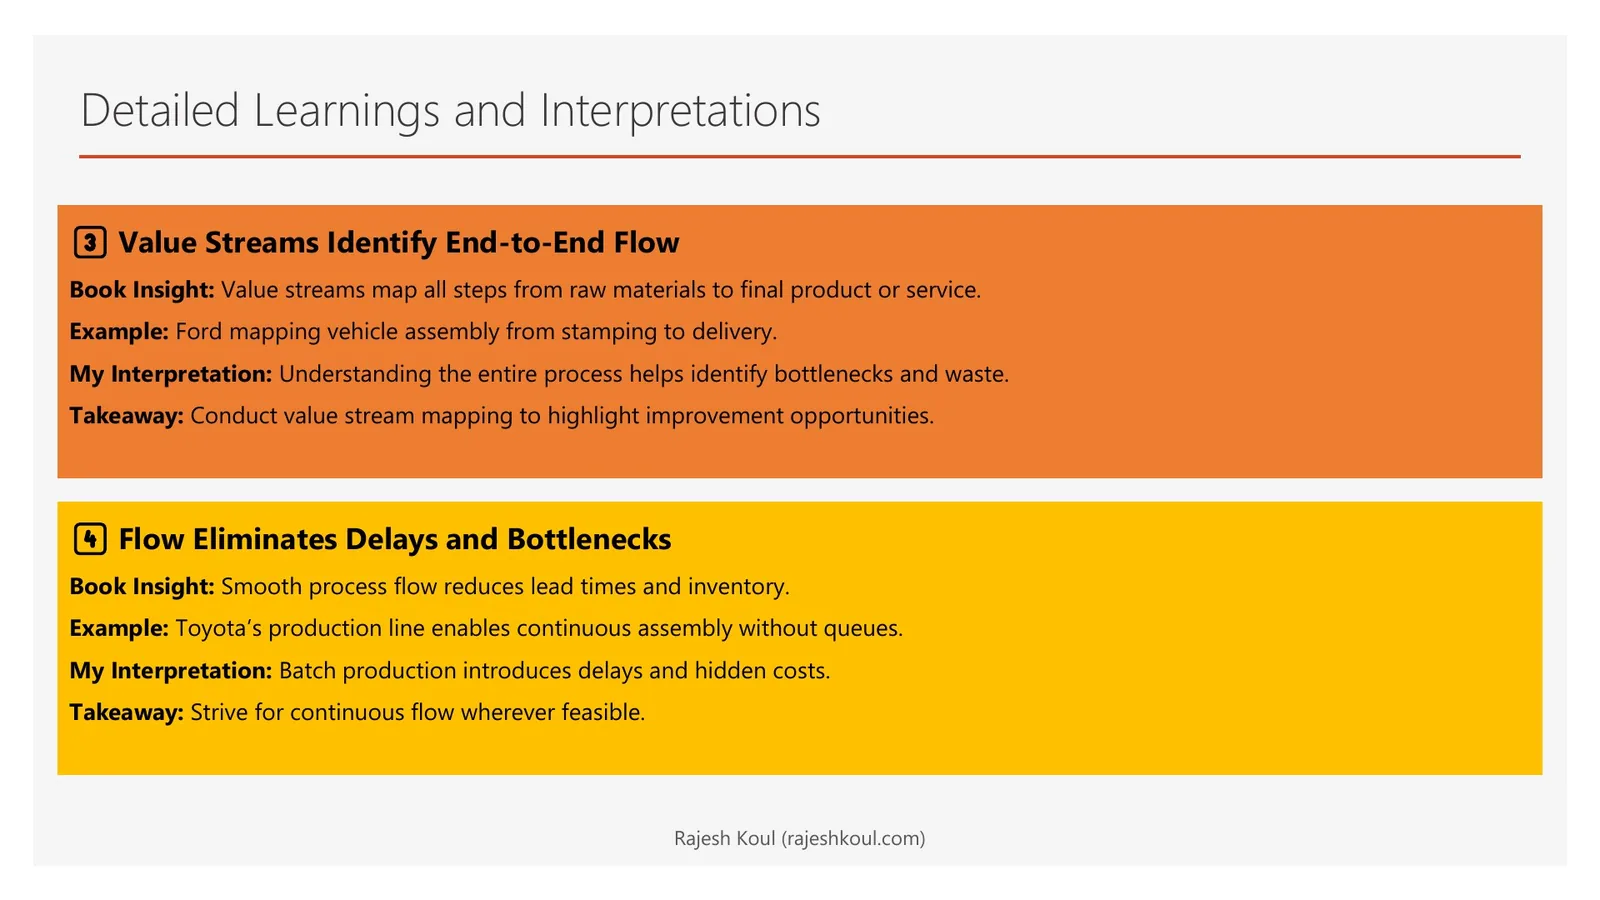 Detailed Learnings and Interpretations
3 Value Streams Identify End-to-End Flow
Book Insight: Value streams map all steps from raw materials to final product or service.
Example: Ford mapping vehicle assembly from stamping to delivery.
My Interpretation: Understanding the entire process helps identify bottlenecks and waste.
Takeaway: Conduct value stream mapping to highlight improvement opportunities.
4 Flow Eliminates Delays and Bottlenecks
Book Insight: Smooth process flow reduces lead times and inventory.
Example: Toyota’s production line enables continuous assembly without queues.
My Interpretation: Batch production introduces delays and hidden costs.
Takeaway: Strive for continuous flow wherever feasible.
Rajesh Koul (rajeshkoul.com)